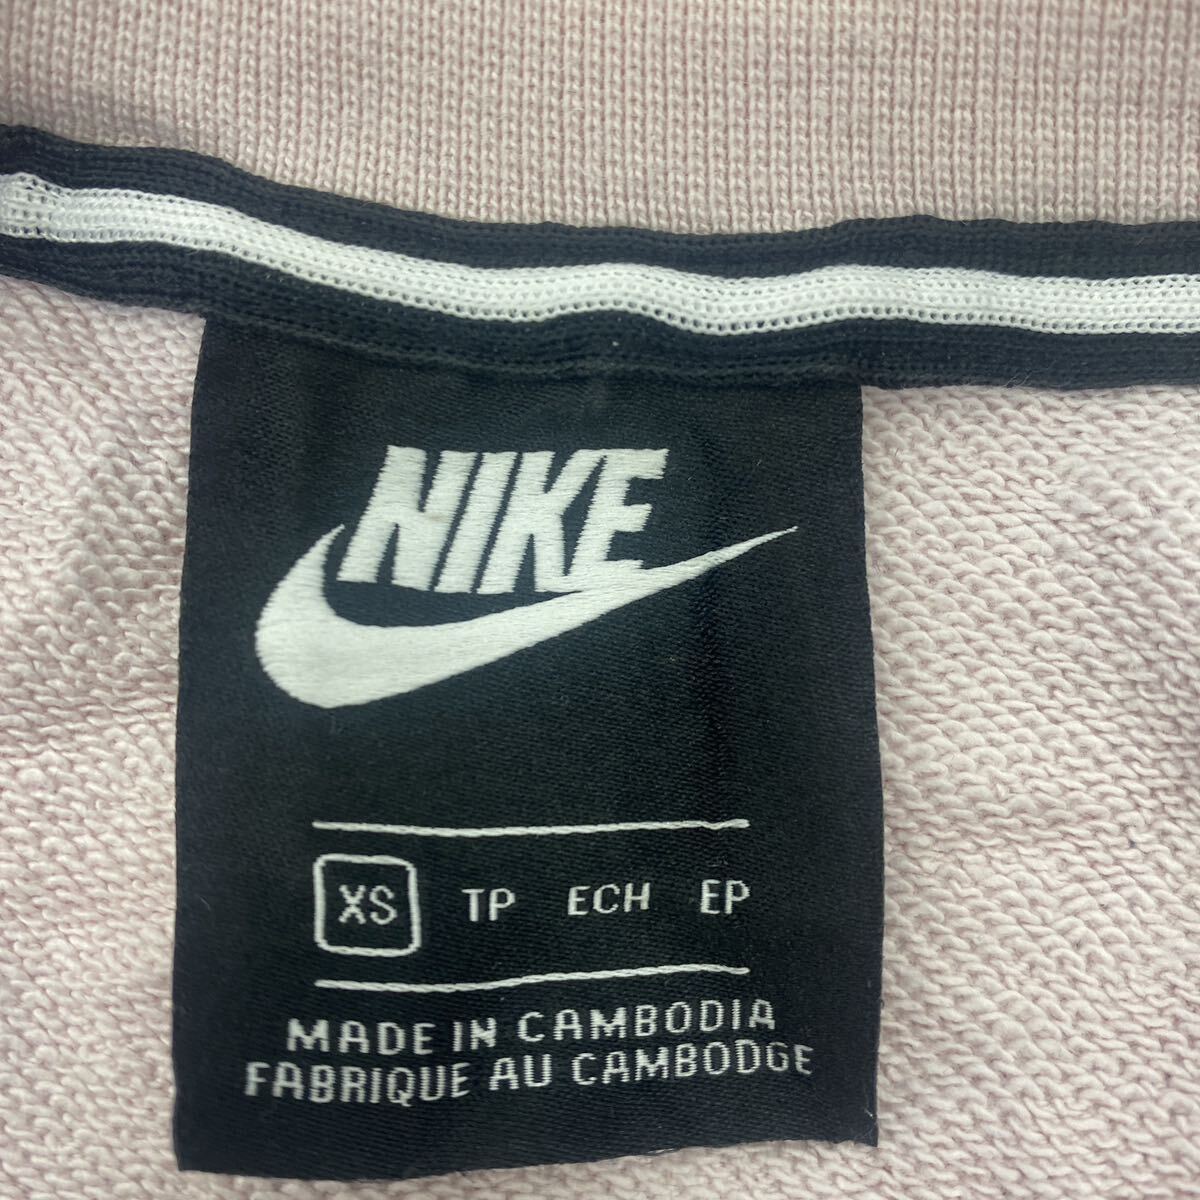 NIKE
XS TP ECH EP
MADE IN CAMBODIA
FABRIQUE AU CAMBODGE